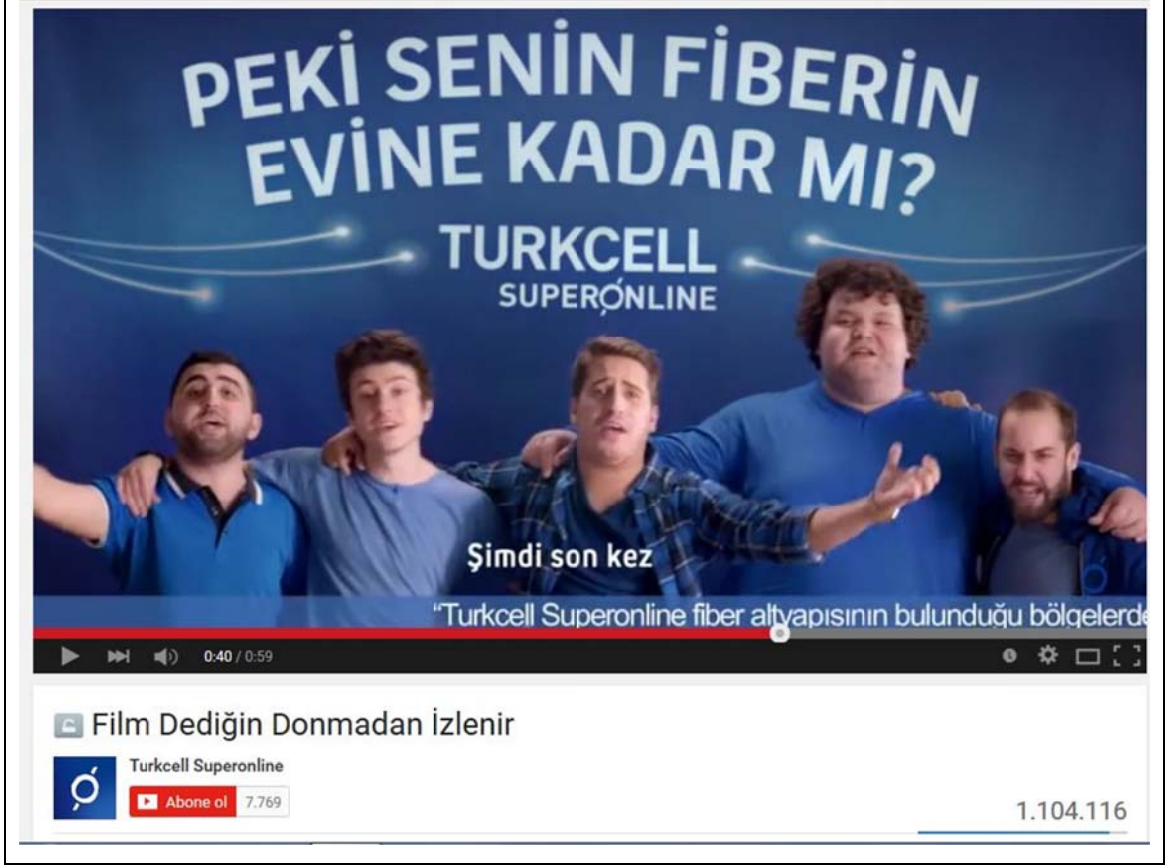 PEKİ SENİN FİBERİN
EVİNE KADAR MI?
TURKCELL
SUPERONLINE
Şimdi son kez
“Turkcell Superonline fiber altyapısının bulunduğu bölgelerde
0:40 / 0:59
Film Dediğin Donmadan İzlenir
Turkcell Superonline
Abone ol 7.769
1.104.116